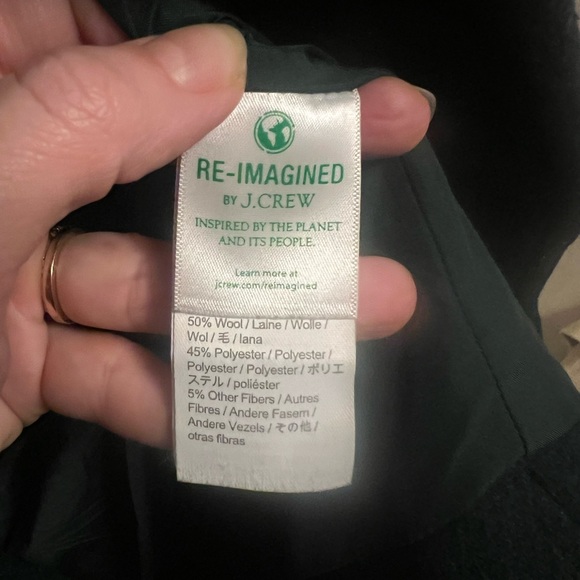 RE-IMAGINED
BY J.CREW
INSPIRED BY THE PLANET
AND ITS PEOPLE.
Learn more at
jcrew.com/reimagined
50% Wool / Laine / Wolle /
Wol / 毛 / lana
45% Polyester / Polyester /
Polyester / Polyester / ポリエ
ステル / poliéster
5% Other Fibers / Autres
Fibres / Andere Fasern /
Andere Vezels / その他 /
otras fibras